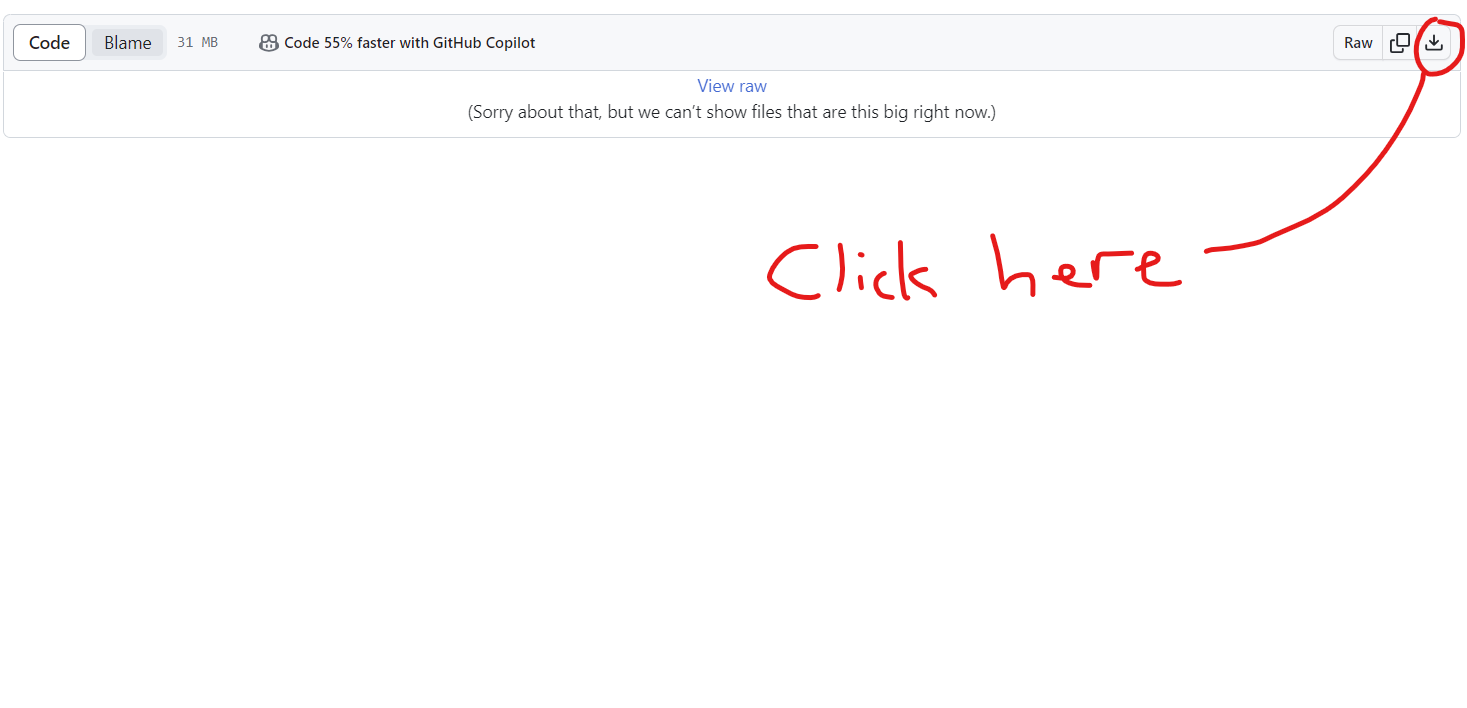 Code Blame 31 MB Code 55% faster with GitHub Copilot Raw
View raw
(Sorry about that, but we can’t show files that are this big right now.)
Click here